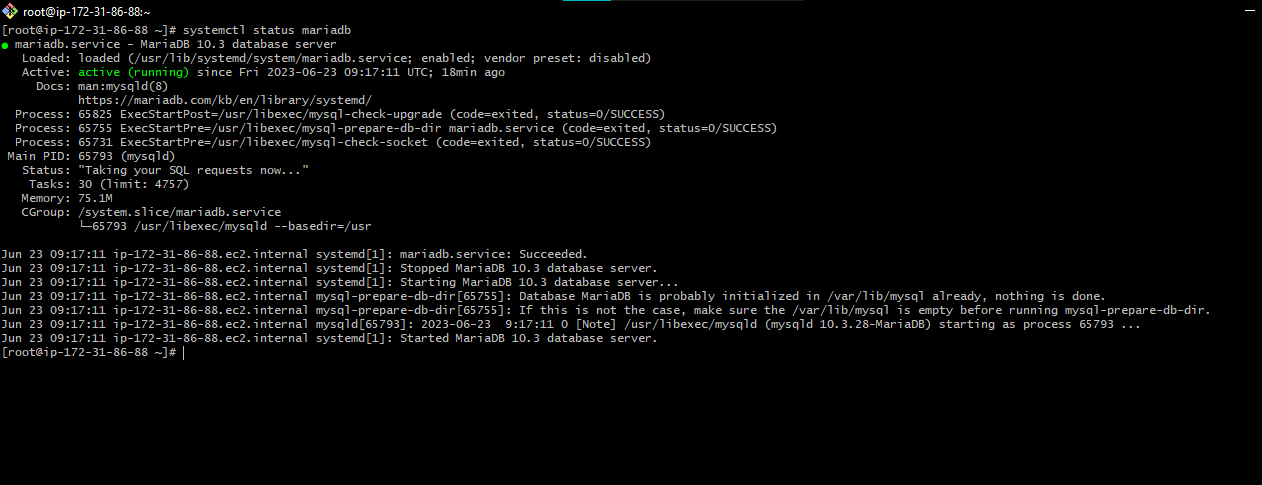 root@ip-172-31-86-88:~
[root@ip-172-31-86-88 ~]# systemctl status mariadb
● mariadb.service - MariaDB 10.3 database server
   Loaded: loaded (/usr/lib/systemd/system/mariadb.service; enabled; vendor preset: disabled)
   Active: active (running) since Fri 2023-06-23 09:17:11 UTC; 18min ago
     Docs: man:mysqld(8)
           https://mariadb.com/kb/en/library/systemd/
  Process: 65825 ExecStartPost=/usr/libexec/mysql-check-upgrade (code=exited, status=0/SUCCESS)
  Process: 65755 ExecStartPre=/usr/libexec/mysql-prepare-db-dir mariadb.service (code=exited, status=0/SUCCESS)
  Process: 65731 ExecStartPre=/usr/libexec/mysql-check-socket (code=exited, status=0/SUCCESS)
 Main PID: 65793 (mysqld)
   Status: "Taking your SQL requests now..."
    Tasks: 30 (limit: 4757)
   Memory: 75.1M
   CGroup: /system.slice/mariadb.service
           └─65793 /usr/libexec/mysqld --basedir=/usr

Jun 23 09:17:11 ip-172-31-86-88.ec2.internal systemd[1]: mariadb.service: Succeeded.
Jun 23 09:17:11 ip-172-31-86-88.ec2.internal systemd[1]: Stopped MariaDB 10.3 database server.
Jun 23 09:17:11 ip-172-31-86-88.ec2.internal systemd[1]: Starting MariaDB 10.3 database server...
Jun 23 09:17:11 ip-172-31-86-88.ec2.internal mysql-prepare-db-dir[65755]: Database MariaDB is probably initialized in /var/lib/mysql already, nothing is done.
Jun 23 09:17:11 ip-172-31-86-88.ec2.internal mysql-prepare-db-dir[65755]: If this is not the case, make sure the /var/lib/mysql is empty before running mysql-prepare-db-dir.
Jun 23 09:17:11 ip-172-31-86-88.ec2.internal mysqld[65793]: 2023-06-23  9:17:11 0 [Note] /usr/libexec/mysqld (mysqld 10.3.28-MariaDB) starting as process 65793 ...
Jun 23 09:17:11 ip-172-31-86-88.ec2.internal systemd[1]: Started MariaDB 10.3 database server.
[root@ip-172-31-86-88 ~]#